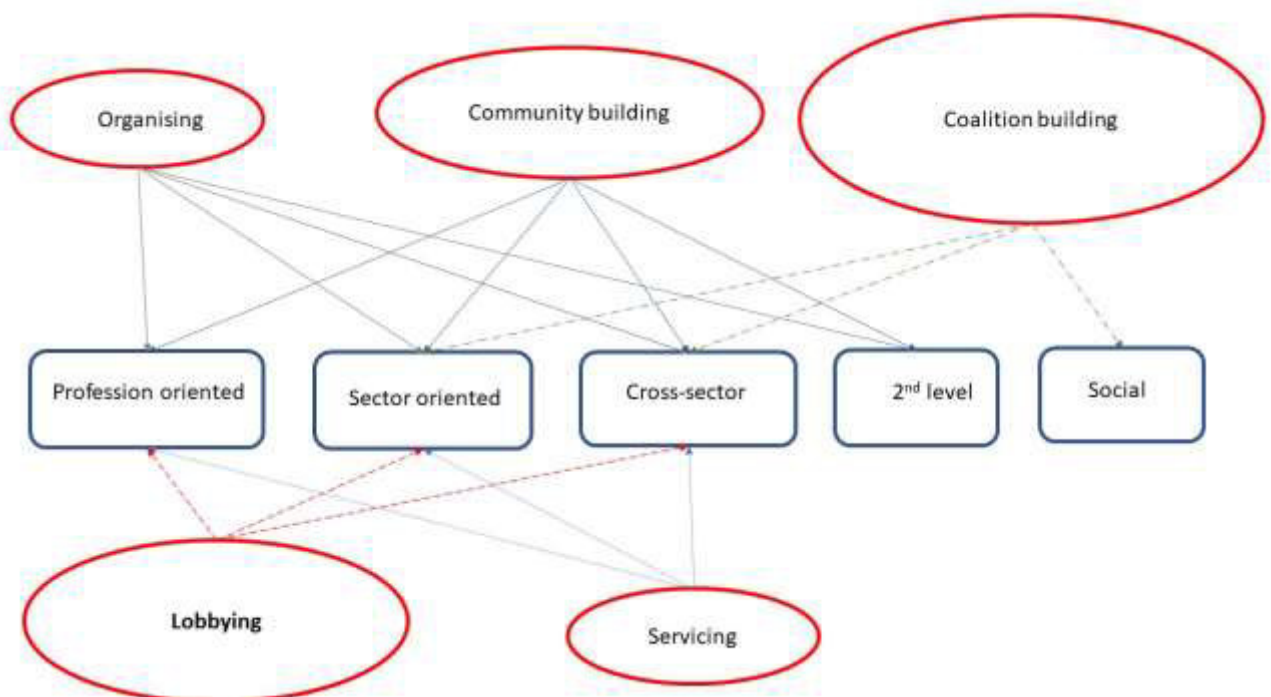 Organising
Community building
Coalition building
Profession oriented
Sector oriented
Cross-sector
2nd level
Social
Lobbying
Servicing